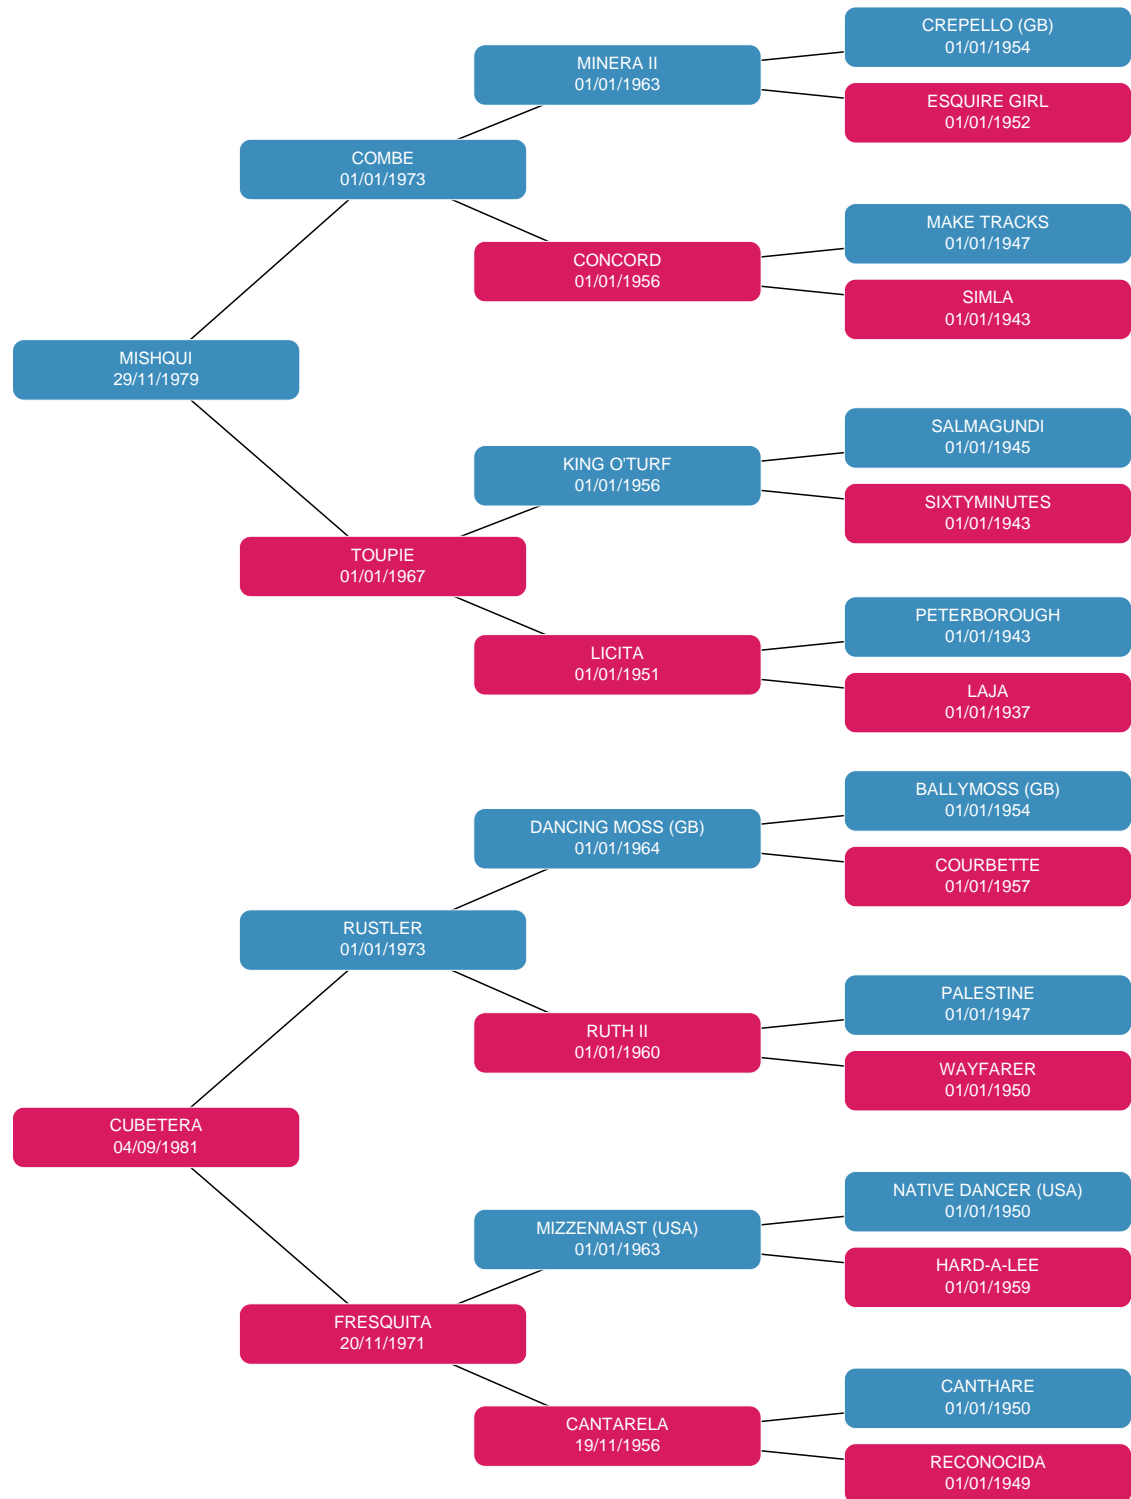 CREPELLO (GB)
01/01/1954
MINERA II
01/01/1963
ESQUIRE GIRL
01/01/1952
COMBE
01/01/1973
MAKE TRACKS
01/01/1947
CONCORD
01/01/1956
SIMLA
01/01/1943
MISHQUI
29/11/1979
SALMAGUNDI
01/01/1945
KING O'TURF
01/01/1956
SIXTYMINUTES
01/01/1943
TOUPIE
01/01/1967
PETERBOROUGH
01/01/1943
LICITA
01/01/1951
LAJA
01/01/1937
BALLYMOSS (GB)
01/01/1954
DANCING MOSS (GB)
01/01/1964
COURBETTE
01/01/1957
RUSTLER
01/01/1973
PALESTINE
01/01/1947
RUTH II
01/01/1960
WAYFARER
01/01/1950
CUBETERA
04/09/1981
NATIVE DANCER (USA)
01/01/1950
MIZZENMAST (USA)
01/01/1963
HARD-A-LEE
01/01/1959
FRESQUITA
20/11/1971
CANTHARE
01/01/1950
CANTARELA
19/11/1956
RECONOCIDA
01/01/1949